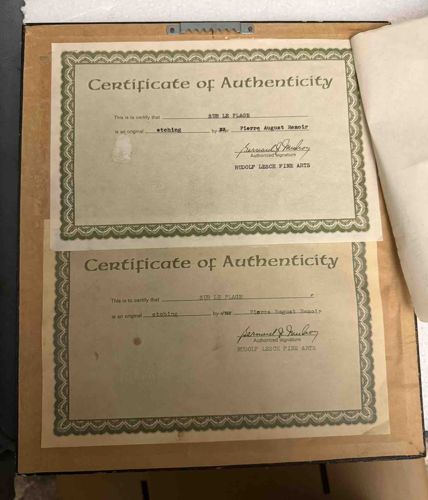 Certificate of Authenticity
This is to certify that SUR LE PLAGE
is an original etching by Pierre August Renoir
Authorized signature
RUDOLF LESCH FINE ARTS
Certificate of Authenticity
This is to certify that SUR LE PLAGE
is an original etching by Pierre August Renoir
Authorized signature
RUDOLF LESCH FINE ARTS